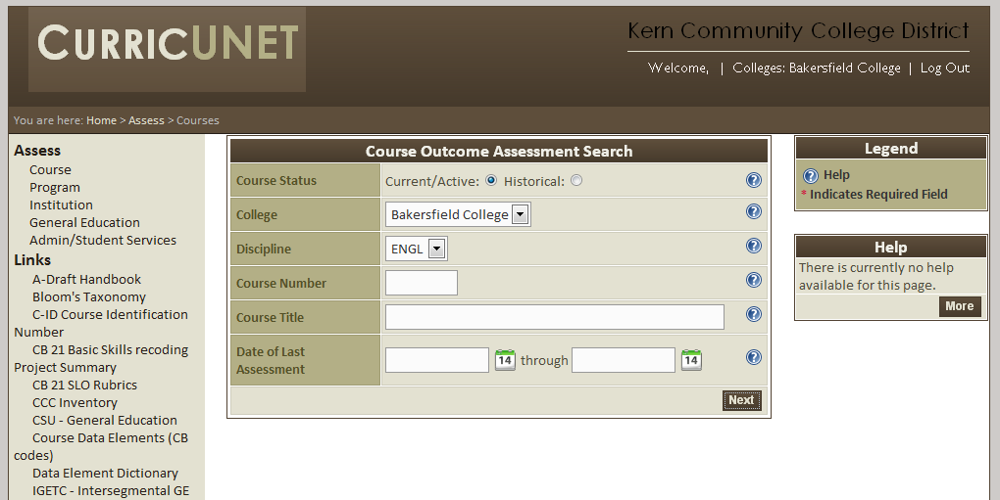 CURRICUNET
Kern Community College District
Welcome, | Colleges: Bakersfield College | Log Out
You are here: Home > Assess > Courses
Assess
Course
Program
Institution
General Education
Admin/Student Services
Links
A-Draft Handbook
Bloom's Taxonomy
C-ID Course Identification
Number
CB 21 Basic Skills recoding
Project Summary
CB 21 SLO Rubrics
CCC Inventory
CSU - General Education
Course Data Elements (CB
codes)
Data Element Dictionary
IGETC - Intersegmental GE
Course Outcome Assessment Search
Course Status Current/Active: Historical: ?
College Bakersfield College ?
Discipline ENGL ?
Course Number ?
Course Title ?
Date of Last
Assessment 14 through 14 ?
Next
Legend
? Help
* Indicates Required Field
Help
There is currently no help
available for this page.
More